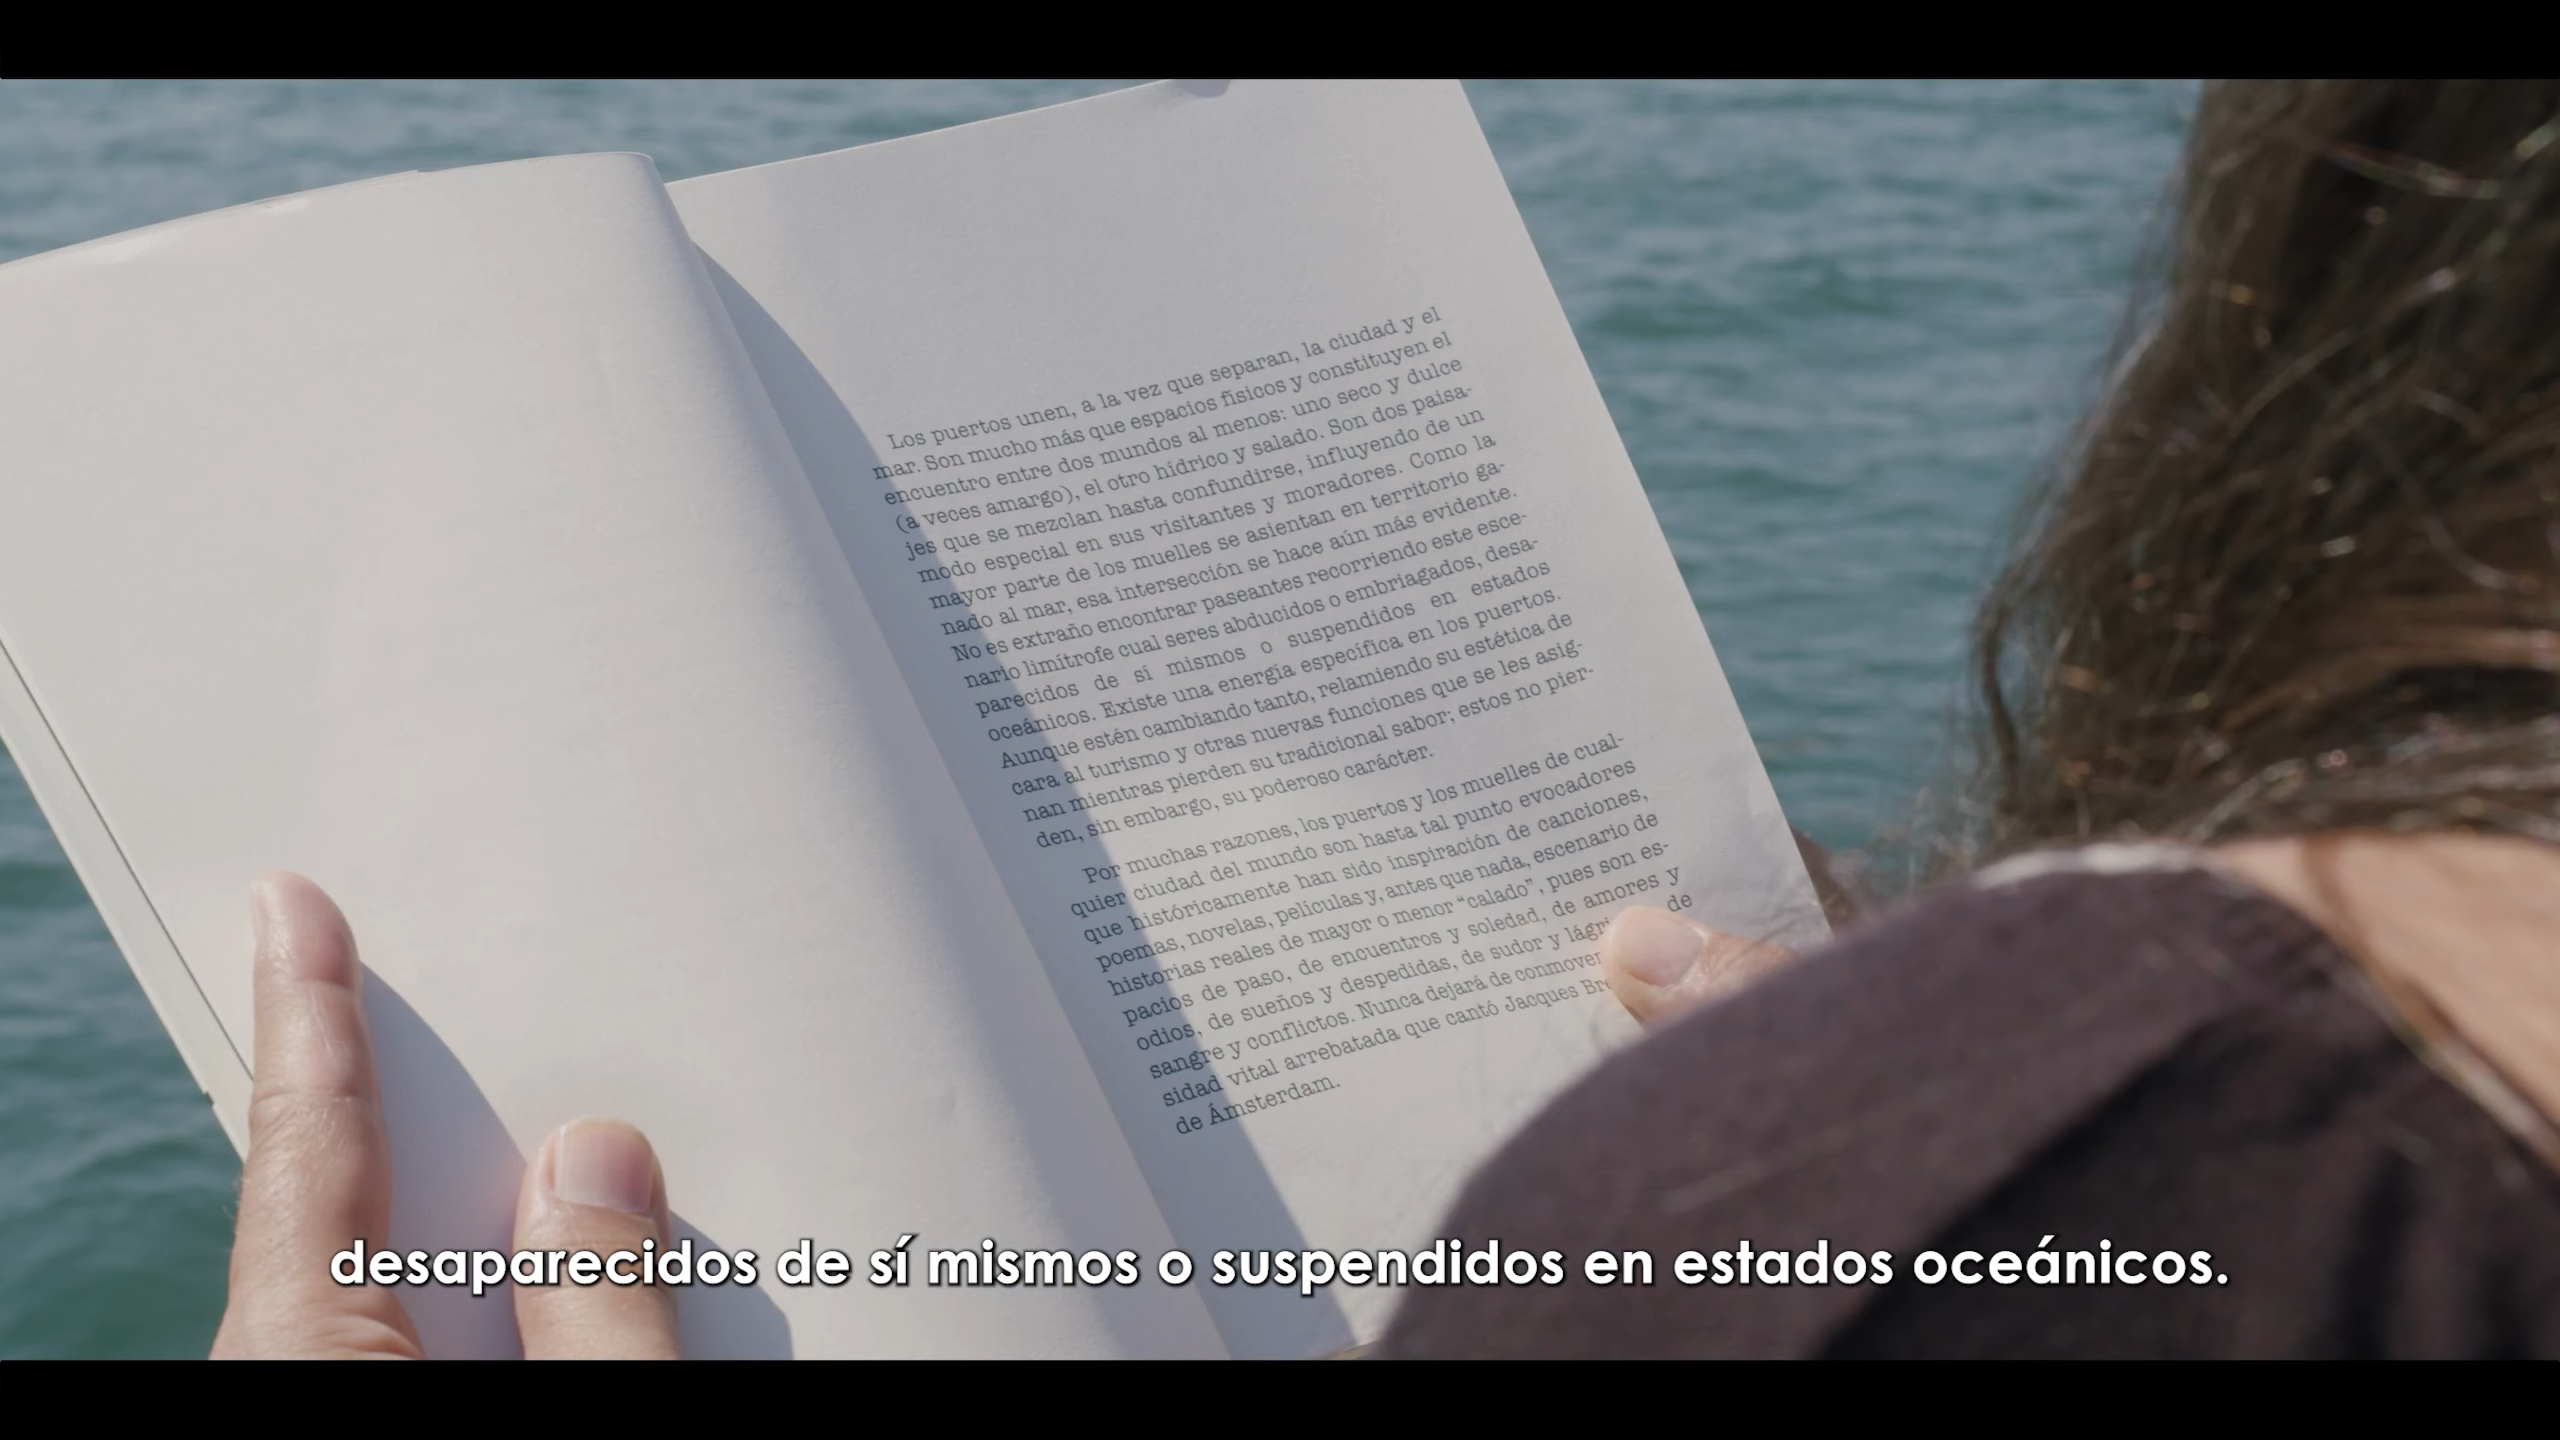 Los puertos unen, a la vez que separan, la ciudad y el
mar. Son mucho más que espacios físicos y constituyen el
encuentro entre dos mundos al menos: uno seco y dulce
(a veces amargo), el otro hídrico y salado. Son dos paisa-
jes que se mezclan hasta confundirse, influyendo de un
modo especial en sus visitantes y moradores. Como la
mayor parte de los muelles se asientan en territorio ga-
nado al mar, esa intersección se hace aún más evidente.
No es extraño encontrar paseantes recorriendo este esce-
nario limítrofe cual seres abducidos o embriagados, desa-
parecidos de sí mismos o suspendidos en estados
oceánicos. Existe una energía específica en los puertos.
Aunque estén cambiando tanto, relamiendo su estética de
cara al turismo y otras nuevas funciones que se les asig-
nan mientras pierden su tradicional sabor; estos no pier-
den, sin embargo, su poderoso carácter.
Por muchas razones, los puertos y los muelles de cual-
quier ciudad del mundo son hasta tal punto evocadores
que históricamente han sido inspiración de canciones,
poemas, novelas, películas y, antes que nada, escenario de
historias reales de mayor o menor “calado”, pues son es-
pacios de paso, de encuentros y soledad, de amores y
odios, de sueños y despedidas, de sudor y lágri de
sangre y conflictos. Nunca dejará de conmover
sidad vital arrebatada que cantó Jacques Bre
de Ámsterdam.
desaparecidos de sí mismos o suspendidos en estados oceánicos.